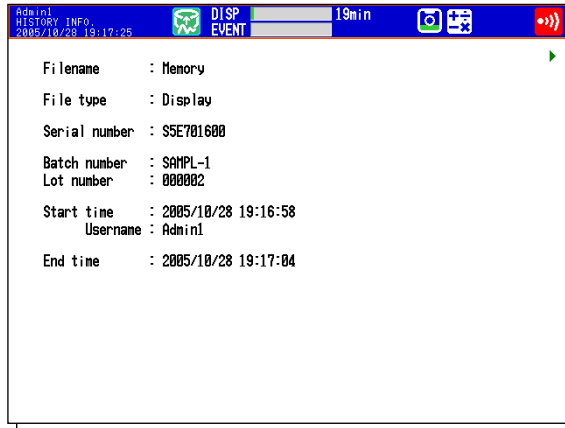 Admin1
HISTORY INFO.
2005/10/28 19:17:25
DISP
EVENT
19min
Filename : Memory
File type : Display
Serial number : S5E701600
Batch number : SAMPL-1
Lot number : 000002
Start time : 2005/10/28 19:16:58
Username : Admin1
End time : 2005/10/28 19:17:04